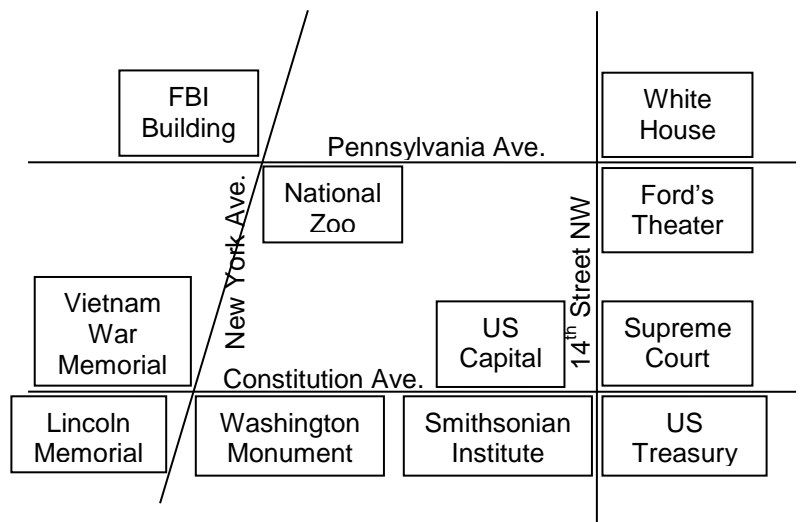 FBI
Building
White
House
Pennsylvania Ave.
National
Zoo
Ford's
Theater
New York Ave.
14th Street NW
Vietnam
War
Memorial
US
Capital
Supreme
Court
Constitution Ave.
Lincoln
Memorial
Washington
Monument
Smithsonian
Institute
US
Treasury